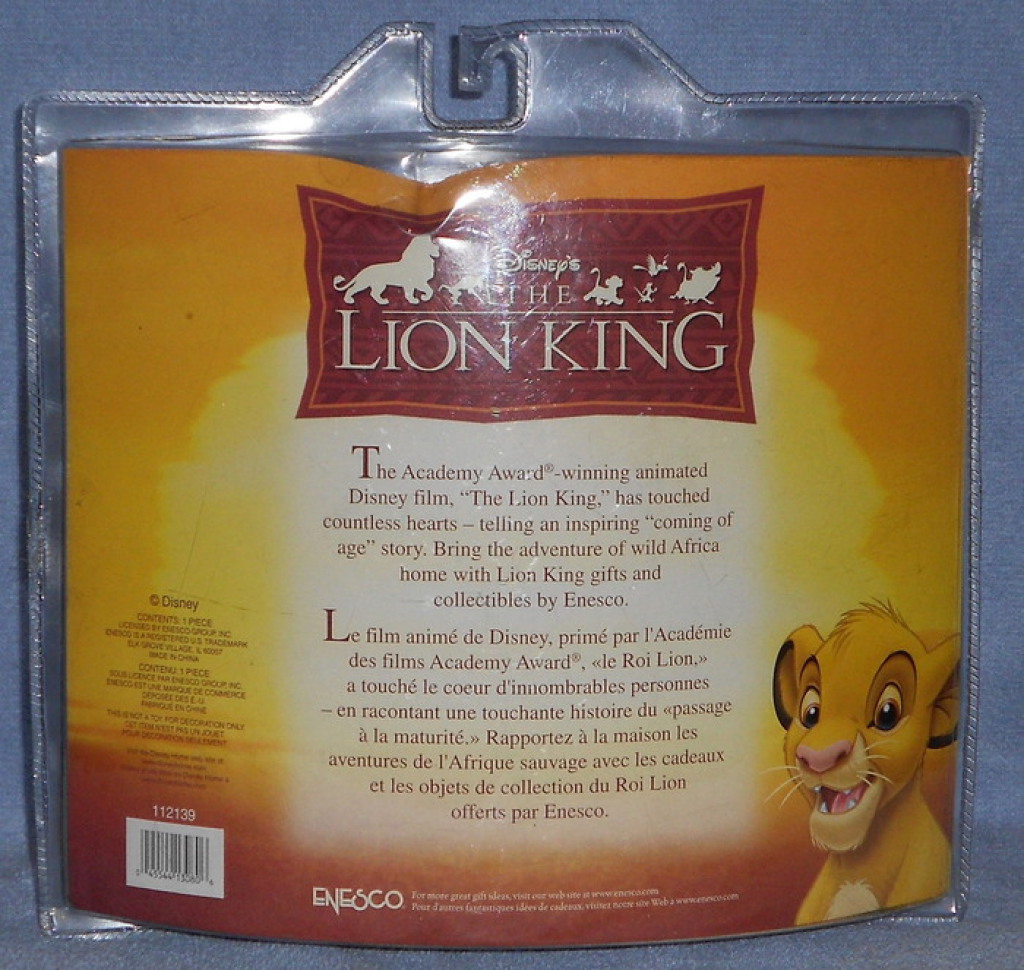 DISNEY'S
THE
LION KING
The Academy Award®-winning animated
Disney film, “The Lion King,” has touched
countless hearts – telling an inspiring “coming of
age” story. Bring the adventure of wild Africa
home with Lion King gifts and
collectibles by Enesco.
Le film animé de Disney, primé par l'Académie
des films Academy Award®, «le Roi Lion,»
a touché le coeur d'innombrables personnes
– en racontant une touchante histoire du «passage
à la maturité.» Rapportez à la maison les
aventures de l'Afrique sauvage avec les cadeaux
et les objets de collection du Roi Lion
offerts par Enesco.
© Disney
CONTENTS: 1 PIECE
LICENSED BY ENESCO GROUP, INC.
ENESCO IS A REGISTERED U.S. TRADEMARK
ELK GROVE VILLAGE, IL 60007
MADE IN CHINA
CONTENU: 1 PIECE
SOUS LICENCE PAR ENESCO GROUP, INC.
ENESCO EST UNE MARQUE DE COMMERCE
DÉPOSÉE DES É.-U.
FABRIQUÉ EN CHINE
THIS IS NOT A TOY. FOR DECORATION ONLY.
CET ITEM N'EST PAS UN JOUET.
POUR DÉCORATION SEULEMENT.
Visit the Disney Home web site at
112139
ENESCO.
For more great gift ideas, visit our web site at www.enesco.com
Pour d'autres fantastiques idées de cadeaux, visitez notre site Web à www.enesco.com